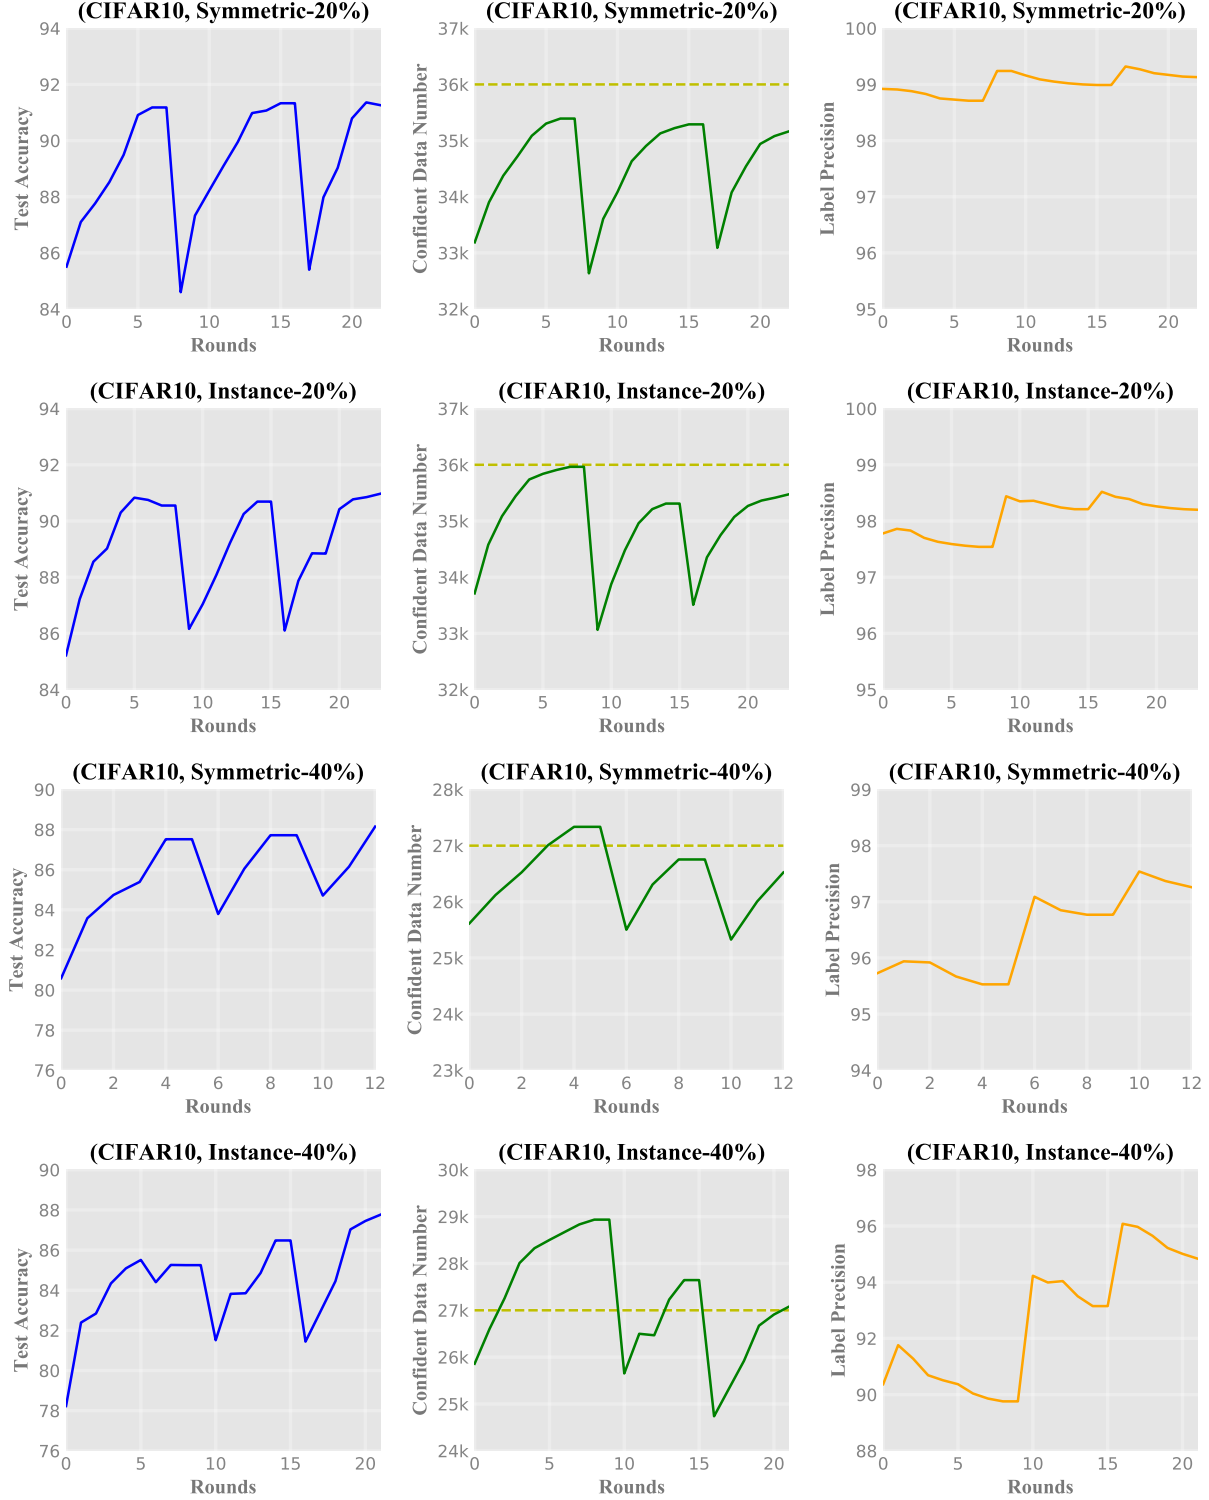 (CIFAR10, Symmetric-20%) (CIFAR10, Symmetric-20%) (CIFAR10, Symmetric-20%)
94 37k 100
92 36k 99
90 35k 98
88 34k 97
86 33k 96
84 32k 95
Test Accuracy Confident Data Number Label Precision
0 5 10 15 20 0 5 10 15 20 0 5 10 15 20
Rounds Rounds Rounds
(CIFAR10, Instance-20%) (CIFAR10, Instance-20%) (CIFAR10, Instance-20%)
94 37k 100
92 36k 99
90 35k 98
88 34k 97
86 33k 96
84 32k 95
Test Accuracy Confident Data Number Label Precision
0 5 10 15 20 0 5 10 15 20 0 5 10 15 20
Rounds Rounds Rounds
(CIFAR10, Symmetric-40%) (CIFAR10, Symmetric-40%) (CIFAR10, Symmetric-40%)
90 28k 99
88 27k 98
86 26k 97
84 25k 96
82 24k 95
80 23k 94
78
76
Test Accuracy Confident Data Number Label Precision
0 2 4 6 8 10 12 0 2 4 6 8 10 12 0 2 4 6 8 10 12
Rounds Rounds Rounds
(CIFAR10, Instance-40%) (CIFAR10, Instance-40%) (CIFAR10, Instance-40%)
90 30k 98
88 29k 96
86 28k 94
84 27k 92
82 26k 90
80 25k 88
78 24k
76
Test Accuracy Confident Data Number Label Precision
0 5 10 15 20 0 5 10 15 20 0 5 10 15 20
Rounds Rounds Rounds